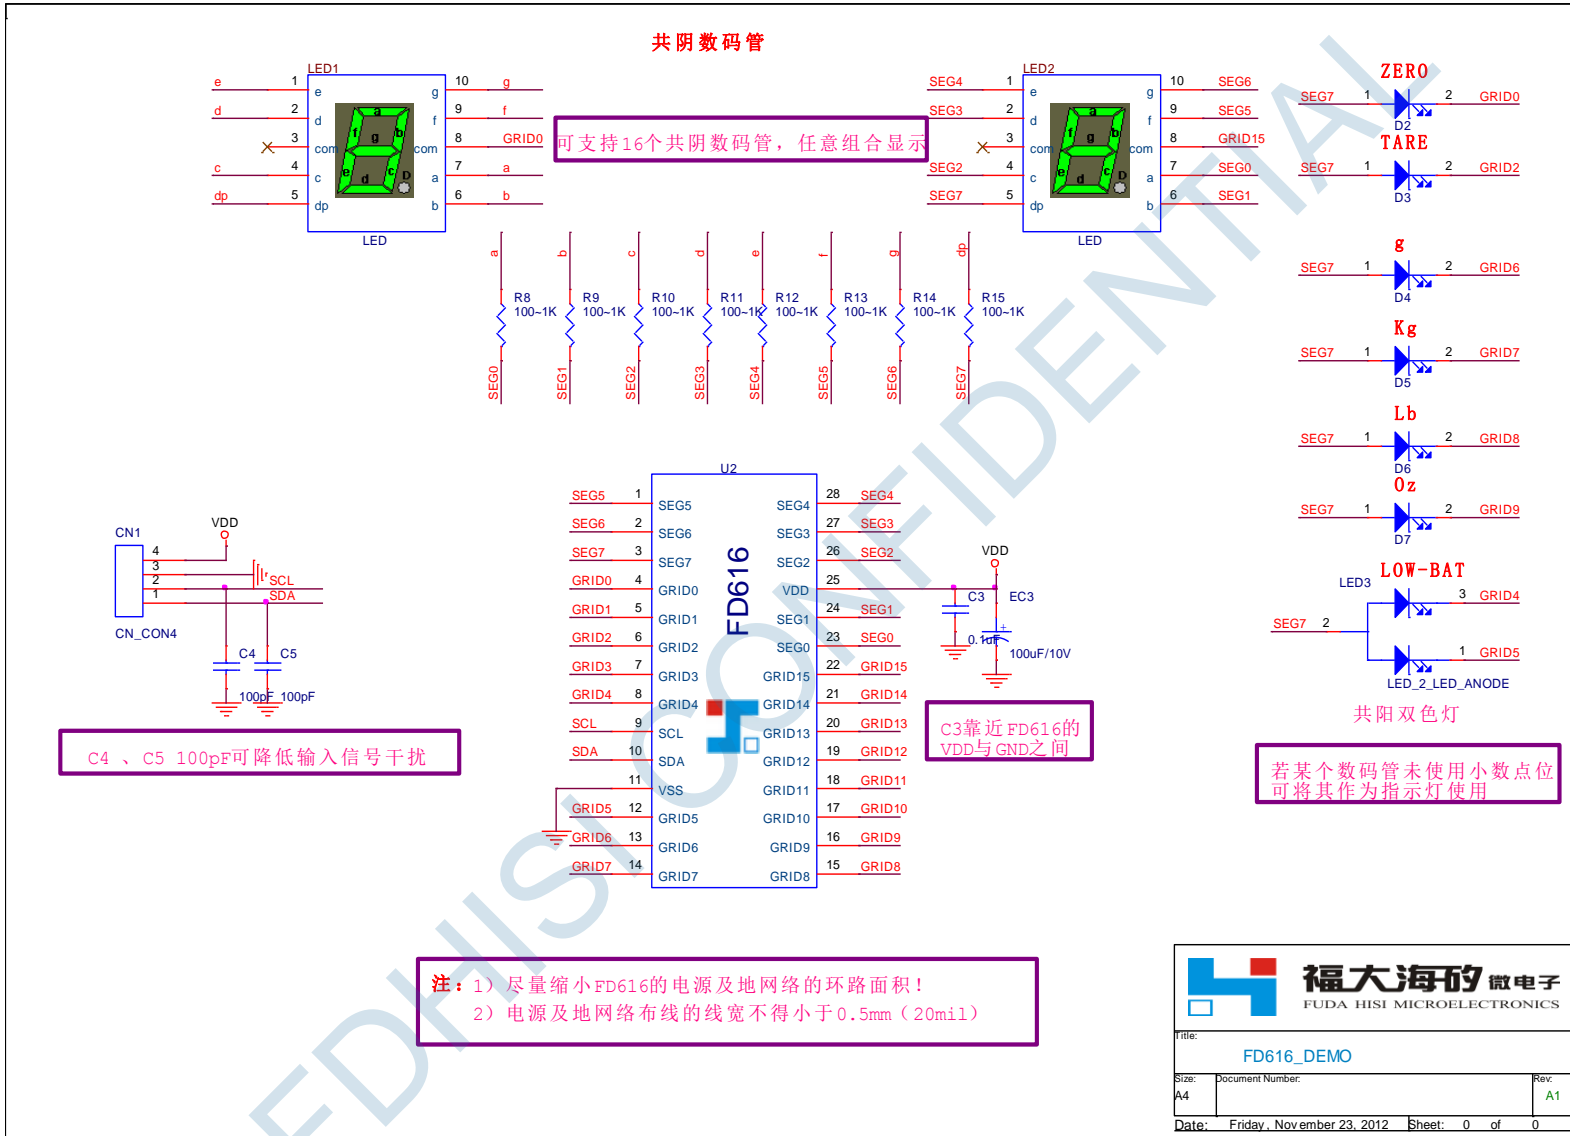 共阴数码管
LED1
e 1 e g 10 g
d 2 d f 9 f
3 com com 8 GRID0
c 4 c a 7 a
dp 5 dp b 6 b
a
f b
g
e c
d D
LED
可支持16个共阴数码管，任意组合显示
LED2
SEG4 1 e g 10 SEG6
SEG3 2 d f 9 SEG5
3 com com 8 GRID15
SEG2 4 c a 7 SEG0
SEG7 5 dp b 6 SEG1
a
f b
g
e c
d D
LED
ZERO
SEG7 1 2 GRID0
D2
TARE
SEG7 1 2 GRID2
D3
g
SEG7 1 2 GRID6
D4
Kg
SEG7 1 2 GRID7
D5
Lb
SEG7 1 2 GRID8
D6
Oz
SEG7 1 2 GRID9
D7
LOW-BAT
LED3
3 GRID4
SEG7 2
1 GRID5
LED_2_LED_ANODE
共阳双色灯
若某个数码管未使用小数点位
可将其作为指示灯使用
a b c d e f g dp
R8 R9 R10 R11 R12 R13 R14 R15
100~1K 100~1K 100~1K 100~1K 100~1K 100~1K 100~1K 100~1K
SEG0 SEG1 SEG2 SEG3 SEG4 SEG5 SEG6 SEG7
U2
FD616
SEG5 1 SEG5 SEG4 28 SEG4
SEG6 2 SEG6 SEG3 27 SEG3
SEG7 3 SEG7 SEG2 26 SEG2
GRID0 4 GRID0 VDD 25
GRID1 5 GRID1 SEG1 24 SEG1
GRID2 6 GRID2 SEG0 23 SEG0
GRID3 7 GRID3 GRID15 22 GRID15
GRID4 8 GRID4 GRID14 21 GRID14
SCL 9 SCL GRID13 20 GRID13
SDA 10 SDA GRID12 19 GRID12
11 VSS GRID11 18 GRID11
GRID5 12 GRID5 GRID10 17 GRID10
GRID6 13 GRID6 GRID9 16 GRID9
GRID7 14 GRID7 GRID8 15 GRID8
VDD
C3 EC3
0.1uF
+
100uF/10V
C3靠近FD616的
VDD与GND之间
CN1
VDD
4
3
2 SCL
1 SDA
CN_CON4
C4 C5
100pF 100pF
C4 、C5 100pF可降低输入信号干扰
注：1）尽量缩小FD616的电源及地网络的环路面积！
2）电源及地网络布线的线宽不得小于0.5mm（20mil）
FDHISI CONFIDENTIAL
福大海矽 微电子
FUDA HISI MICROELECTRONICS
Title:
FD616_DEMO
Size: Document Number: Rev:
A4 A1
Date: Friday, November 23, 2012 Sheet: 0 of 0